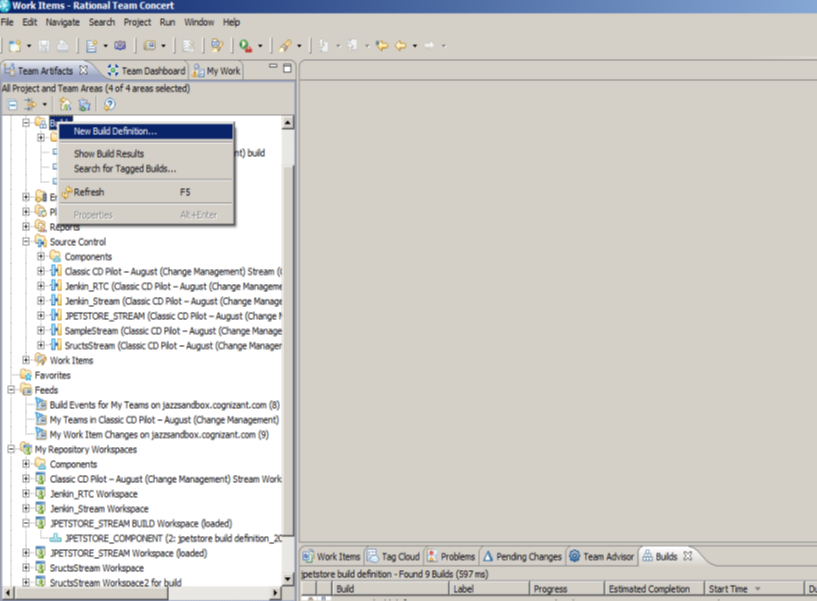 Work Items - Rational Team Concert
File Edit Navigate Search Project Run Window Help
Team Artifacts Team Dashboard My Work
All Project and Team Areas (4 of 4 areas selected)
New Build Definition...
Show Build Results
nt) build
Search for Tagged Builds...
Refresh F5
Properties Alt+Enter
Reports
Source Control
Components
Classic CD Pilot – August (Change Management) Stream (
Jenkin_RTC (Classic CD Pilot – August (Change Manageme
Jenkin_Stream (Classic CD Pilot – August (Change Manage
JPETSTORE_STREAM (Classic CD Pilot – August (Change
SampleStream (Classic CD Pilot – August (Change Manage
SructsStream (Classic CD Pilot – August (Change Manager
Work Items
Favorites
Feeds
Build Events for My Teams on jazzsandbox.cognizant.com (8)
My Teams in Classic CD Pilot – August (Change Management)
My Work Item Changes on jazzsandbox.cognizant.com (9)
My Repository Workspaces
Components
Classic CD Pilot – August (Change Management) Stream Work
Jenkin_RTC Workspace
Jenkin_Stream Workspace
JPETSTORE_STREAM BUILD Workspace (loaded)
JPETSTORE_COMPONENT (2: jpetstore build definition_20
JPETSTORE_STREAM Workspace (loaded)
SructsStream Workspace
SructsStream Workspace2 for build
Work Items Tag Cloud Problems Pending Changes Team Advisor Builds
jpetstore build definition - Found 9 Builds (597 ms)
Build Label Progress Estimated Completion Start Time Du